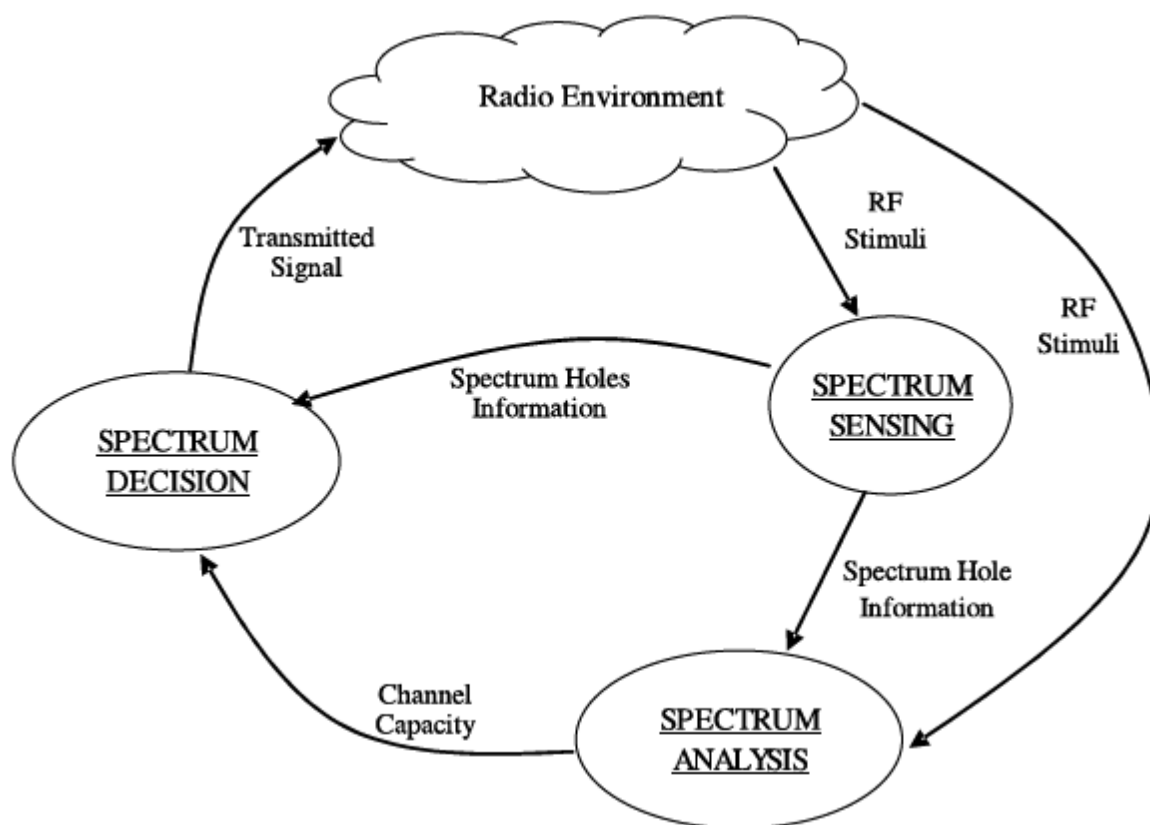 Radio Environment
RF
Stimuli
Transmitted
Signal
RF
Stimuli
Spectrum Holes
Information
SPECTRUM
SENSING
SPECTRUM
DECISION
Spectrum Hole
Information
Channel
Capacity
SPECTRUM
ANALYSIS